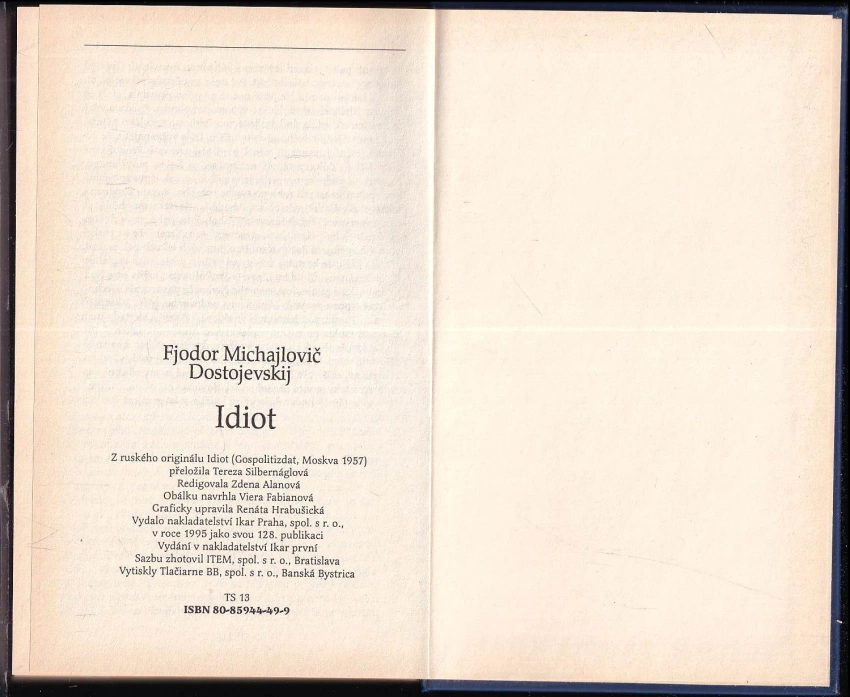 Fjodor Michajlovič
Dostojevskij
Idiot
Z ruského originálu Idiot (Gospolitizdat, Moskva 1957)
přeložila Tereza Silbernáglová
Redigovala Zdena Alanová
Obálku navrhla Viera Fabianová
Graficky upravila Renáta Hrabušická
Vydalo nakladatelství Ikar Praha, spol. s r. o.,
v roce 1995 jako svou 128. publikaci
Vydání v nakladatelství Ikar první
Sazbu zhotovil ITEM, spol. s r. o., Bratislava
Vytiskly Tlačiarne BB, spol. s r. o., Banská Bystrica
TS 13
ISBN 80-85944-49-9